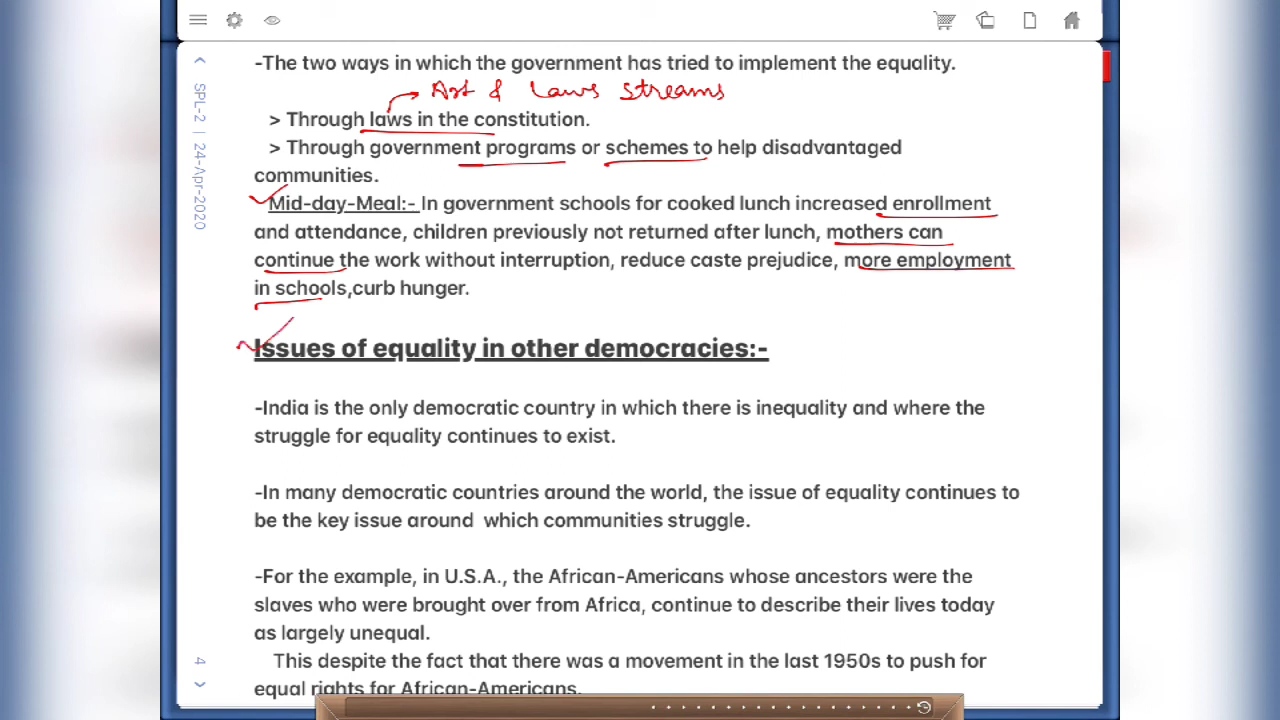 -The two ways in which the government has tried to implement the equality.
Art & Laws Streams
> Through laws in the constitution.
> Through government programs or schemes to help disadvantaged
communities.
Mid-day-Meal:- In government schools for cooked lunch increased enrollment
and attendance, children previously not returned after lunch, mothers can
continue the work without interruption, reduce caste prejudice, more employment
in schools,curb hunger.
Issues of equality in other democracies:-
-India is the only democratic country in which there is inequality and where the
struggle for equality continues to exist.
-In many democratic countries around the world, the issue of equality continues to
be the key issue around which communities struggle.
-For the example, in U.S.A., the African-Americans whose ancestors were the
slaves who were brought over from Africa, continue to describe their lives today
as largely unequal.
This despite the fact that there was a movement in the last 1950s to push for
equal rights for African-Americans.
SPL-2 | 24-Apr-2020
4